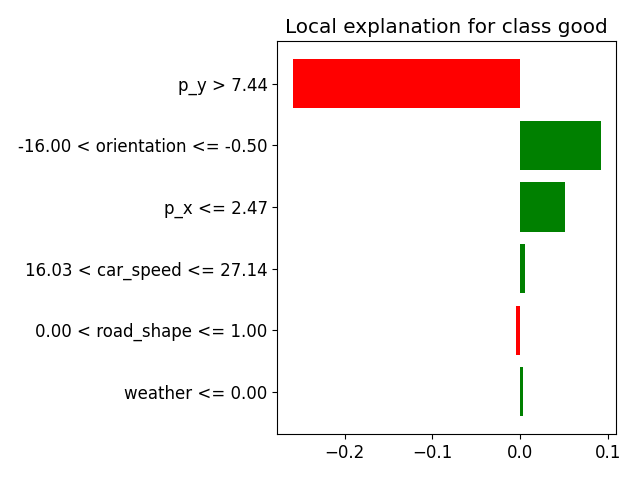 Local explanation for class good
p_y > 7.44
-16.00 < orientation <= -0.50
p_x <= 2.47
16.03 < car_speed <= 27.14
0.00 < road_shape <= 1.00
weather <= 0.00
−0.2 −0.1 0.0 0.1